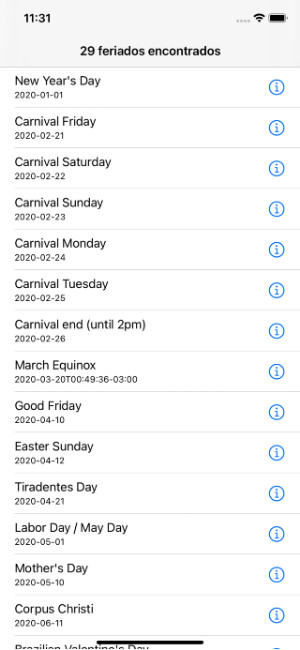 11:31
29 feriados encontrados
New Year's Day
2020-01-01
Carnival Friday
2020-02-21
Carnival Saturday
2020-02-22
Carnival Sunday
2020-02-23
Carnival Monday
2020-02-24
Carnival Tuesday
2020-02-25
Carnival end (until 2pm)
2020-02-26
March Equinox
2020-03-20T00:49:36-03:00
Good Friday
2020-04-10
Easter Sunday
2020-04-12
Tiradentes Day
2020-04-21
Labor Day / May Day
2020-05-01
Mother's Day
2020-05-10
Corpus Christi
2020-06-11
Brazilian Valentine's Day